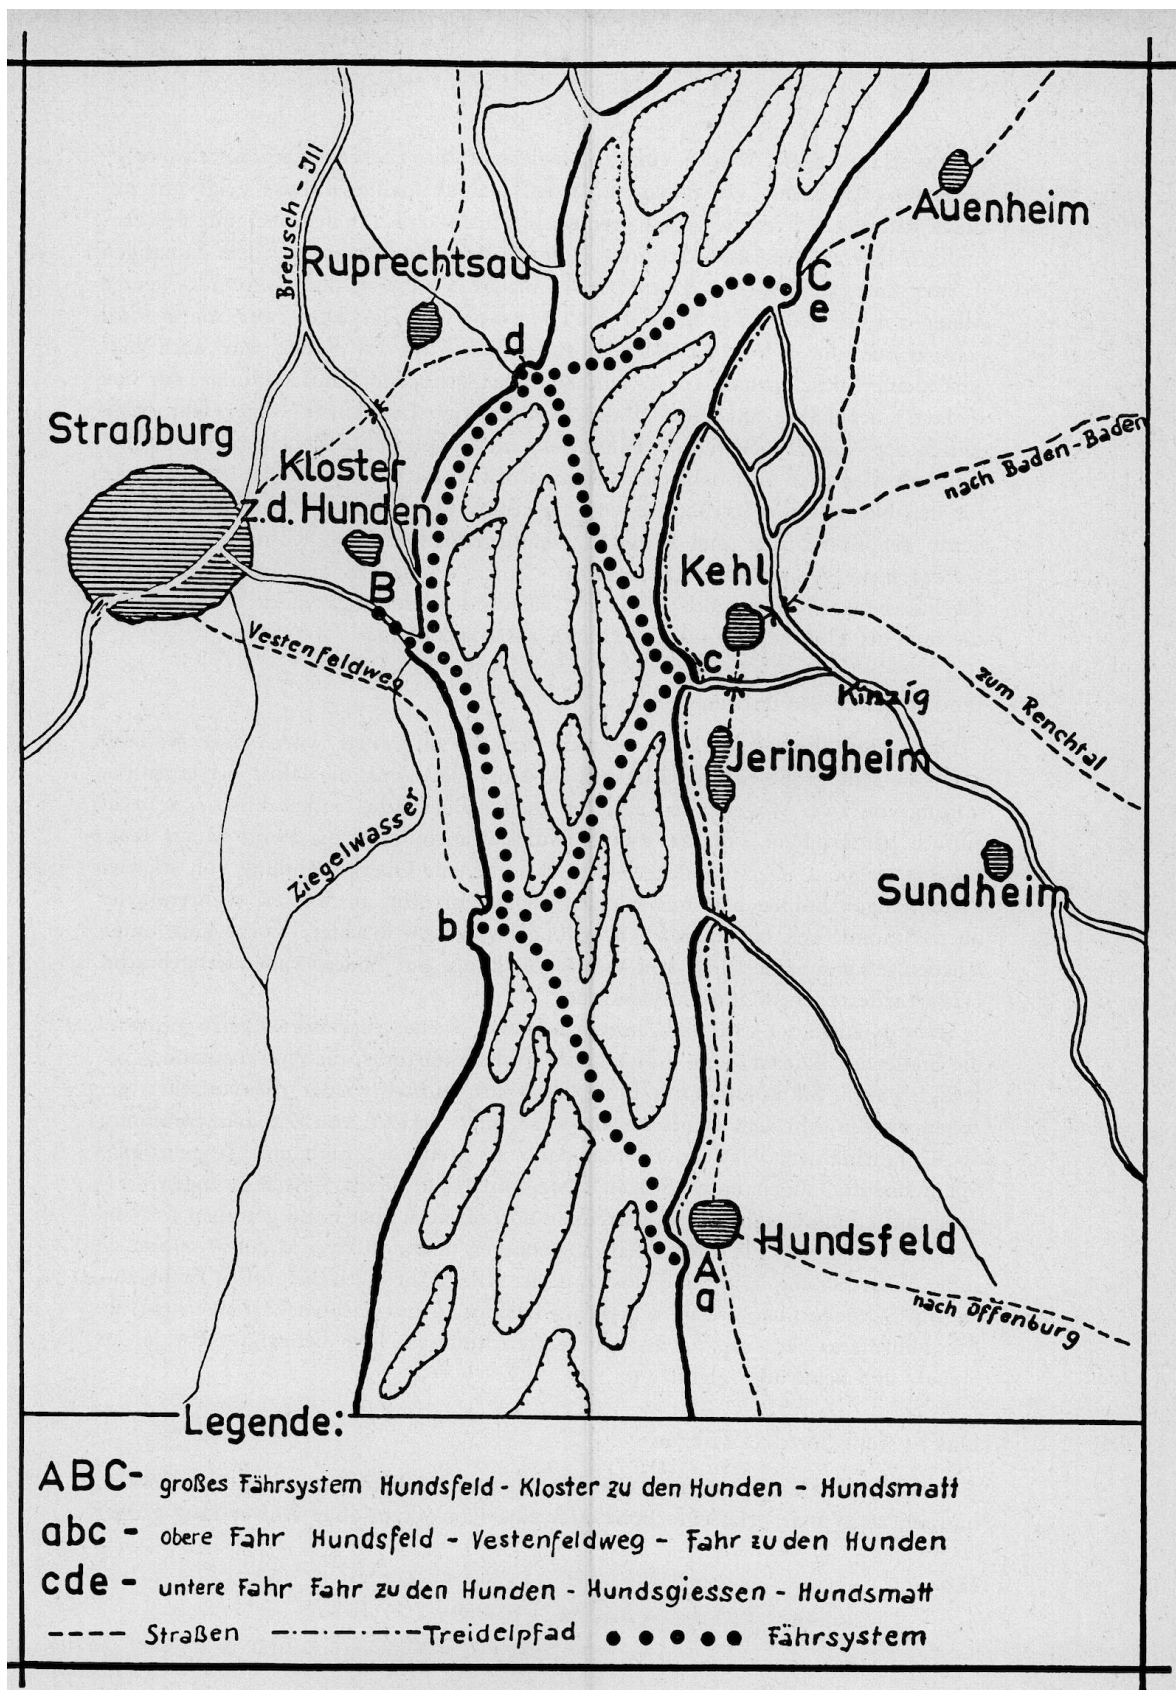 Breusch - Jll
Auenheim
Ruprechtsau
C
e
d
Straßburg
nach Baden-Baden
Kloster
z.d. Hunden
Kehl
B
Vestenfeldweg
c
Kinzig
zum Renchtal
Jeringheim
Ziegelwasser
Sundheim
b
Hundsfeld
A
a
nach Offenburg
Legende:
ABC- großes Fährsystem Hundsfeld - Kloster zu den Hunden - Hundsmatt
abc - obere Fahr Hundsfeld - Vestenfeldweg - Fahr zu den Hunden
cde - untere Fahr Fahr zu den Hunden - Hundsgiessen - Hundsmatt
Straßen Treidelpfad Fährsystem